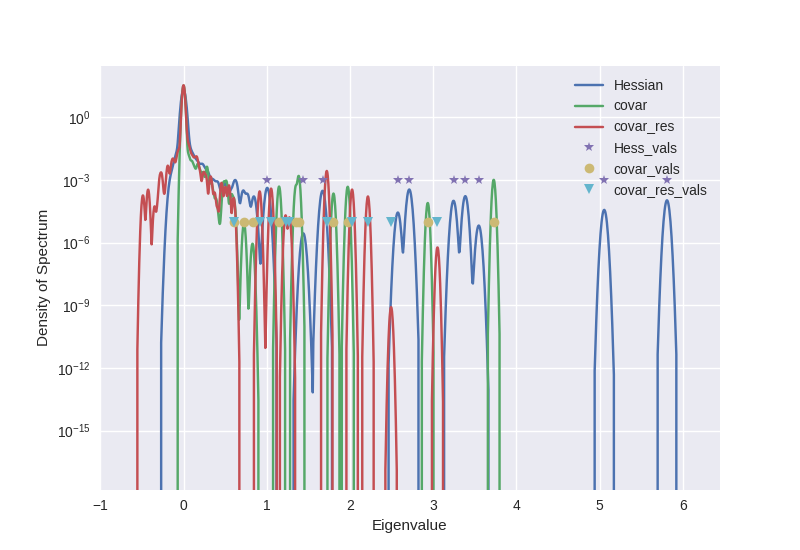 Hessian
covar
covar_res
Hess_vals
covar_vals
covar_res_vals
10^0
10^−3
10^−6
10^−9
10^−12
10^−15
Density of Spectrum
−1 0 1 2 3 4 5 6
Eigenvalue